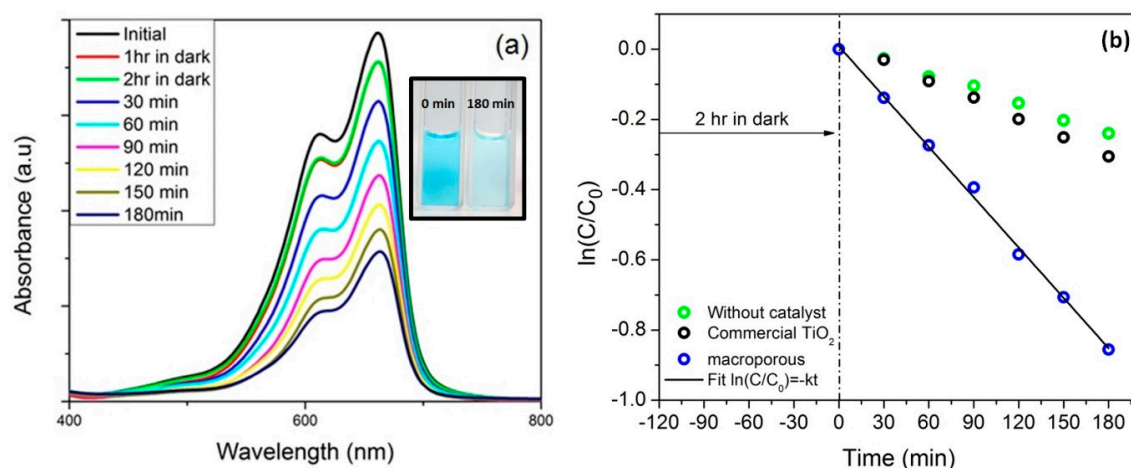 (a)
Initial
1hr in dark
2hr in dark
30 min
60 min
90 min
120 min
150 min
180min
0 min 180 min
Absorbance (a.u)
400 500 600 700 800
Wavelength (nm)
(b)
0.0
-0.2
-0.4
-0.6
-0.8
-1.0
ln(C/C₀)
2 hr in dark
Without catalyst
Commercial TiO₂
macroporous
Fit ln(C/C₀)=-kt
-120 -90 -60 -30 0 30 60 90 120 150 180
Time (min)